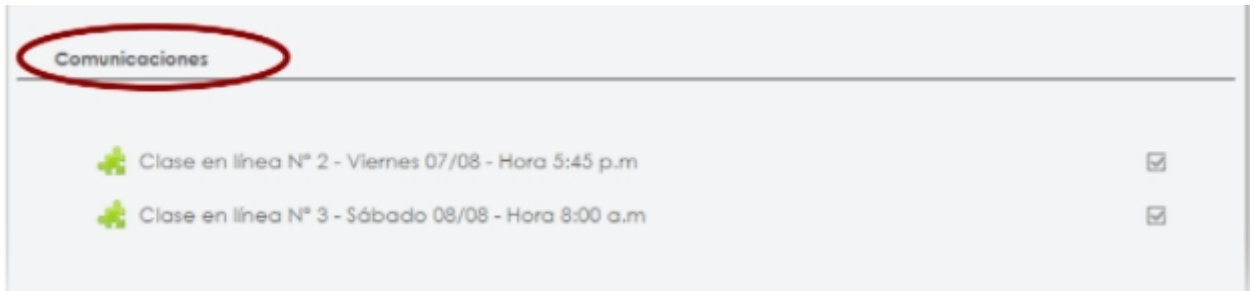 Comunicaciones
Clase en línea N° 2 - Viernes 07/08 - Hora 5:45 p.m
Clase en línea N° 3 - Sábado 08/08 - Hora 8:00 a.m